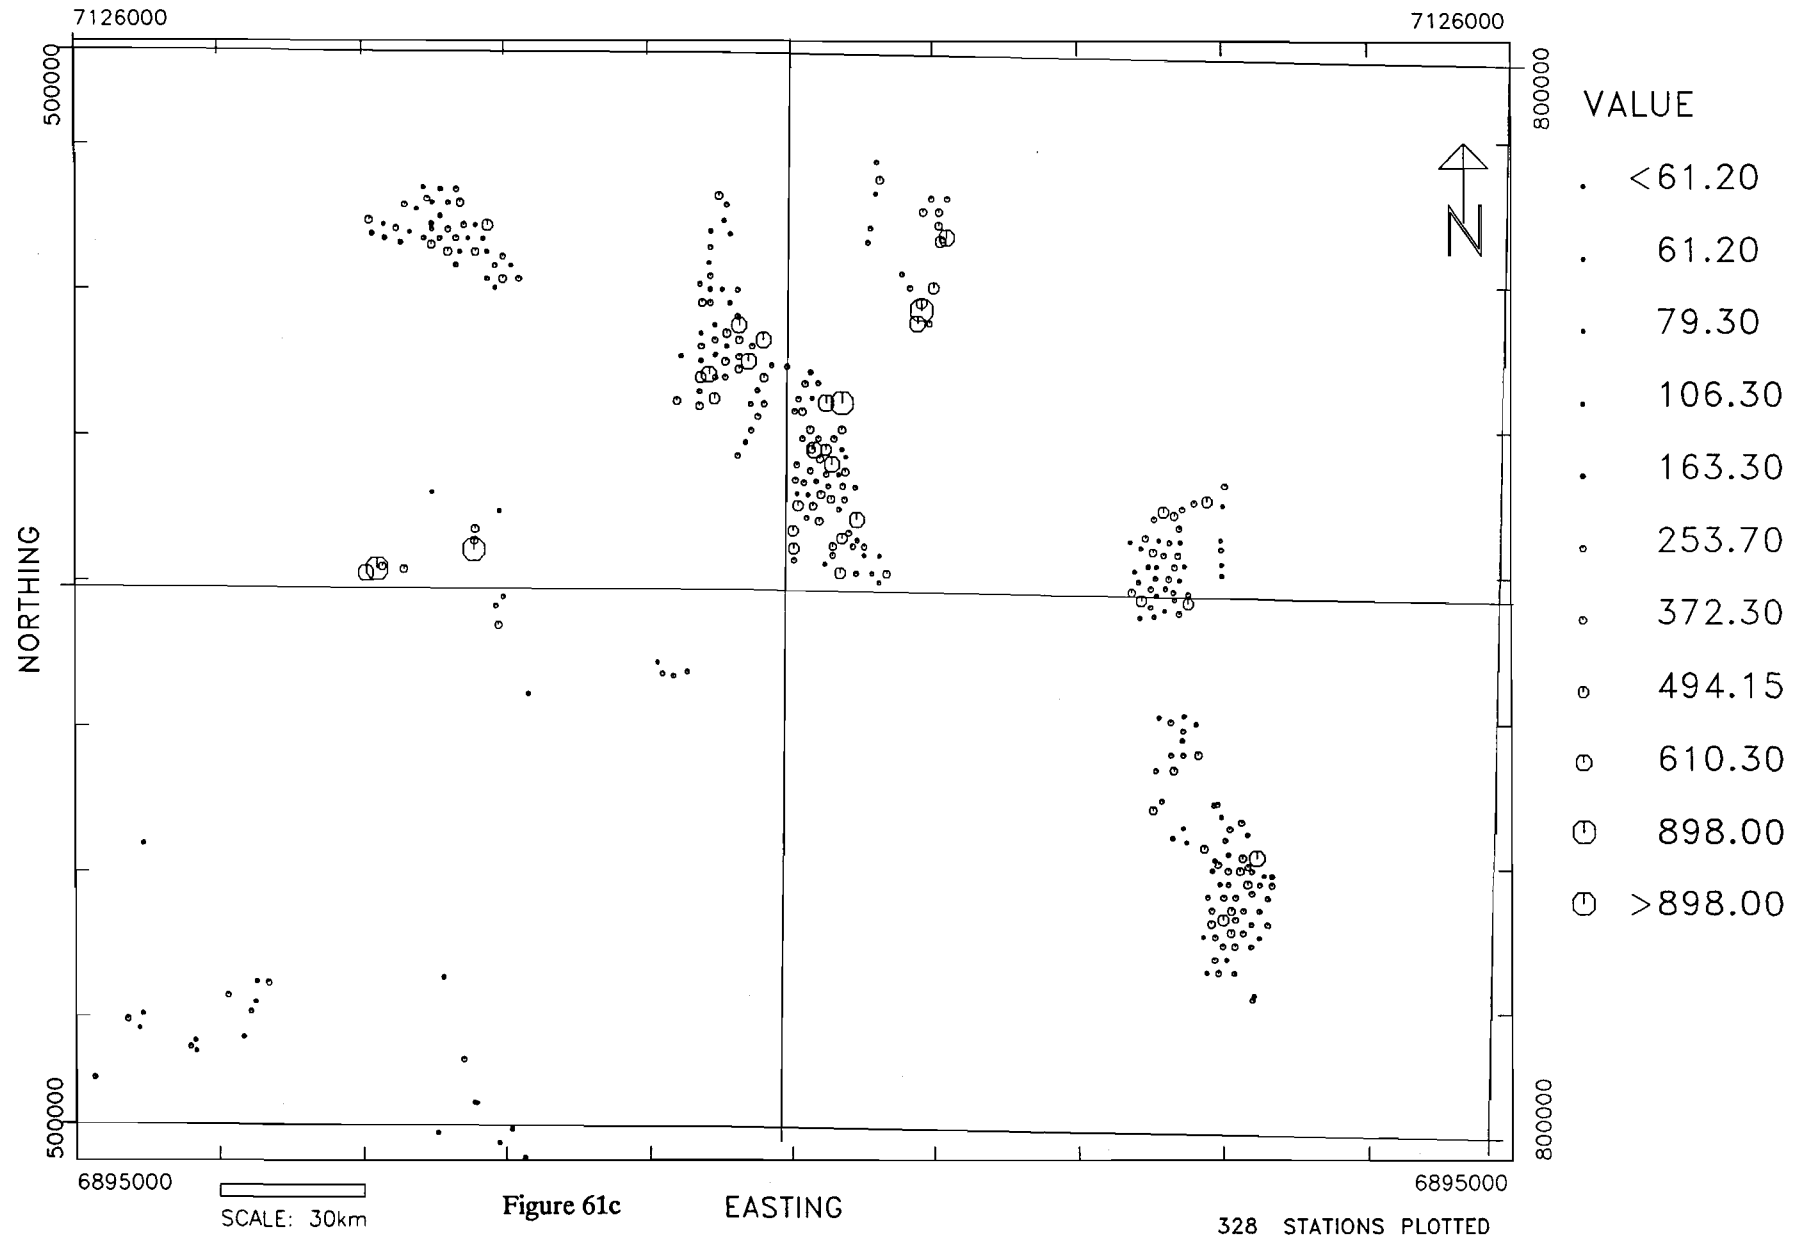 7126000
7126000
500000
800000
VALUE
<61.20
61.20
79.30
106.30
163.30
253.70
372.30
494.15
610.30
898.00
>898.00
N
NORTHING
500000
800000
6895000
6895000
SCALE: 30km
Figure 61c
EASTING
328 STATIONS PLOTTED